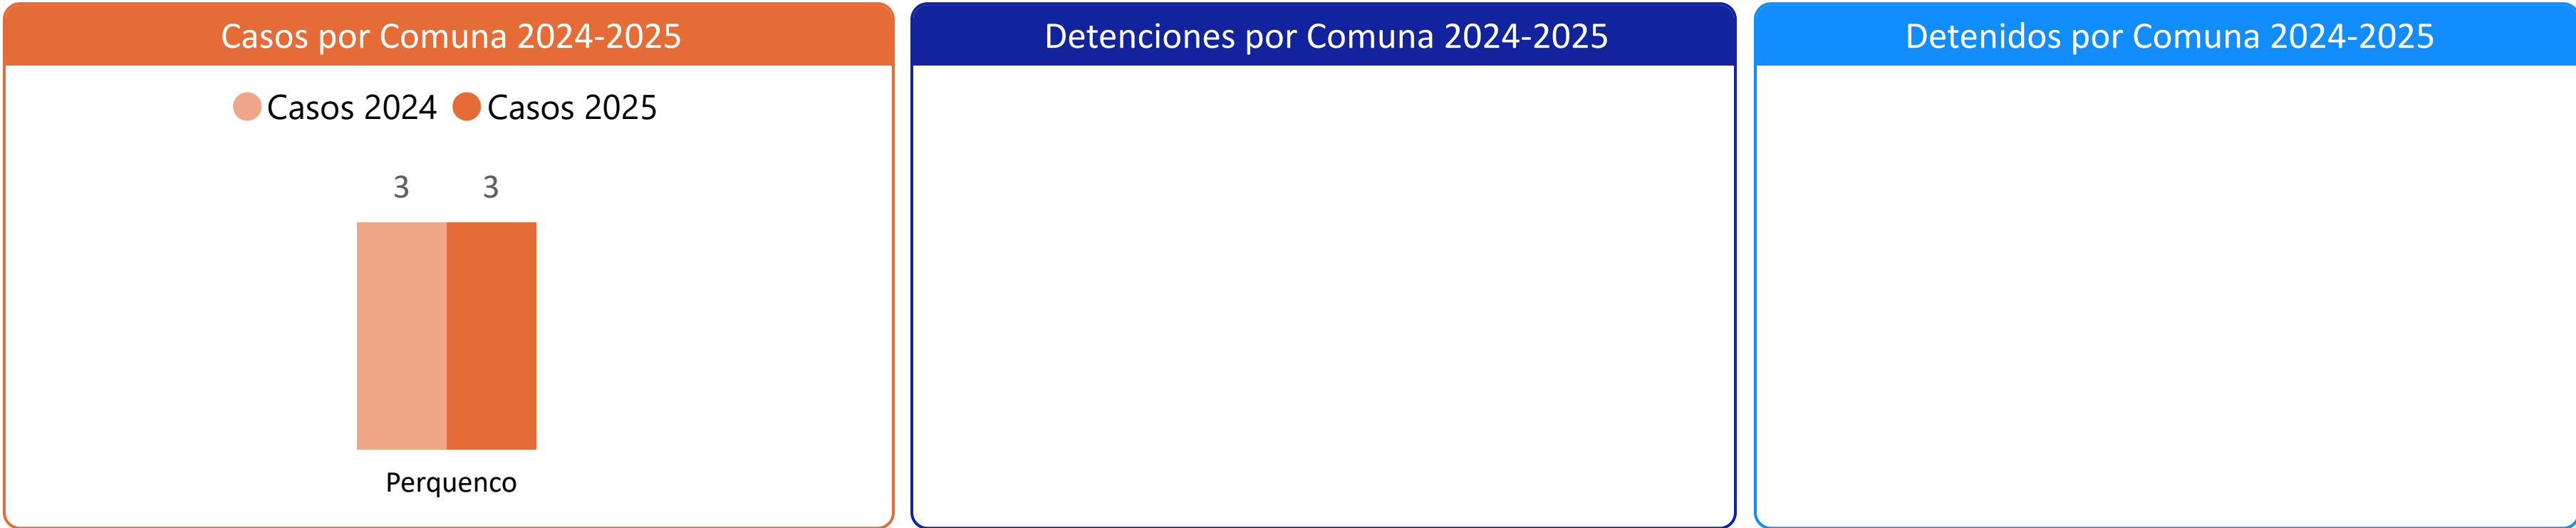 Casos por Comuna 2024-2025
Casos 2024 Casos 2025
3 3
Perquenco
Detenciones por Comuna 2024-2025
Detenidos por Comuna 2024-2025